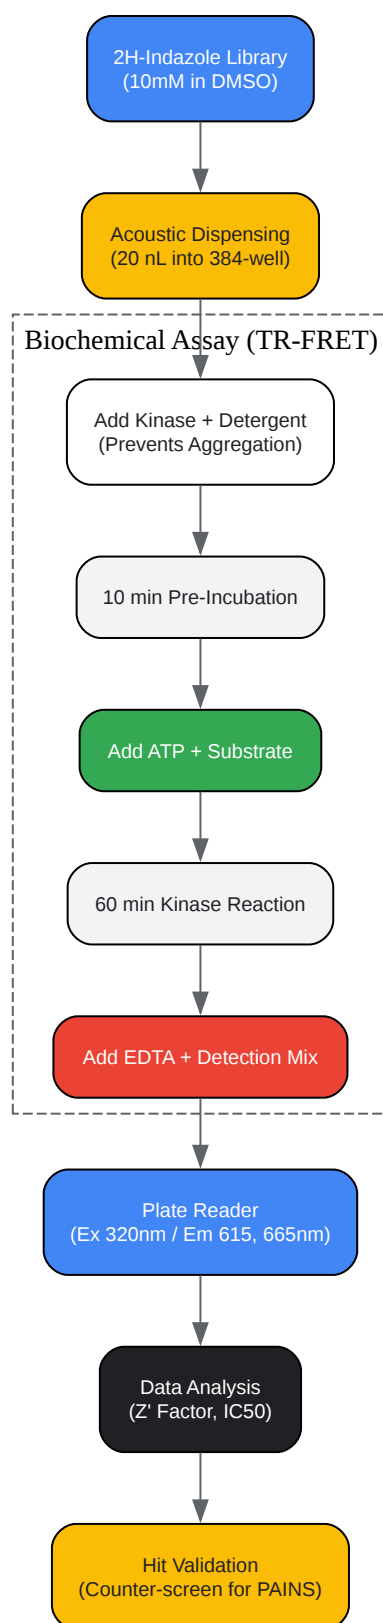 2H-Indazole Library
(10mM in DMSO)
Acoustic Dispensing
(20 nL into 384-well)
Biochemical Assay (TR-FRET)
Add Kinase + Detergent
(Prevents Aggregation)
10 min Pre-Incubation
Add ATP + Substrate
60 min Kinase Reaction
Add EDTA + Detection Mix
Plate Reader
(Ex 320nm / Em 615, 665nm)
Data Analysis
(Z' Factor, IC50)
Hit Validation
(Counter-screen for PAINS)